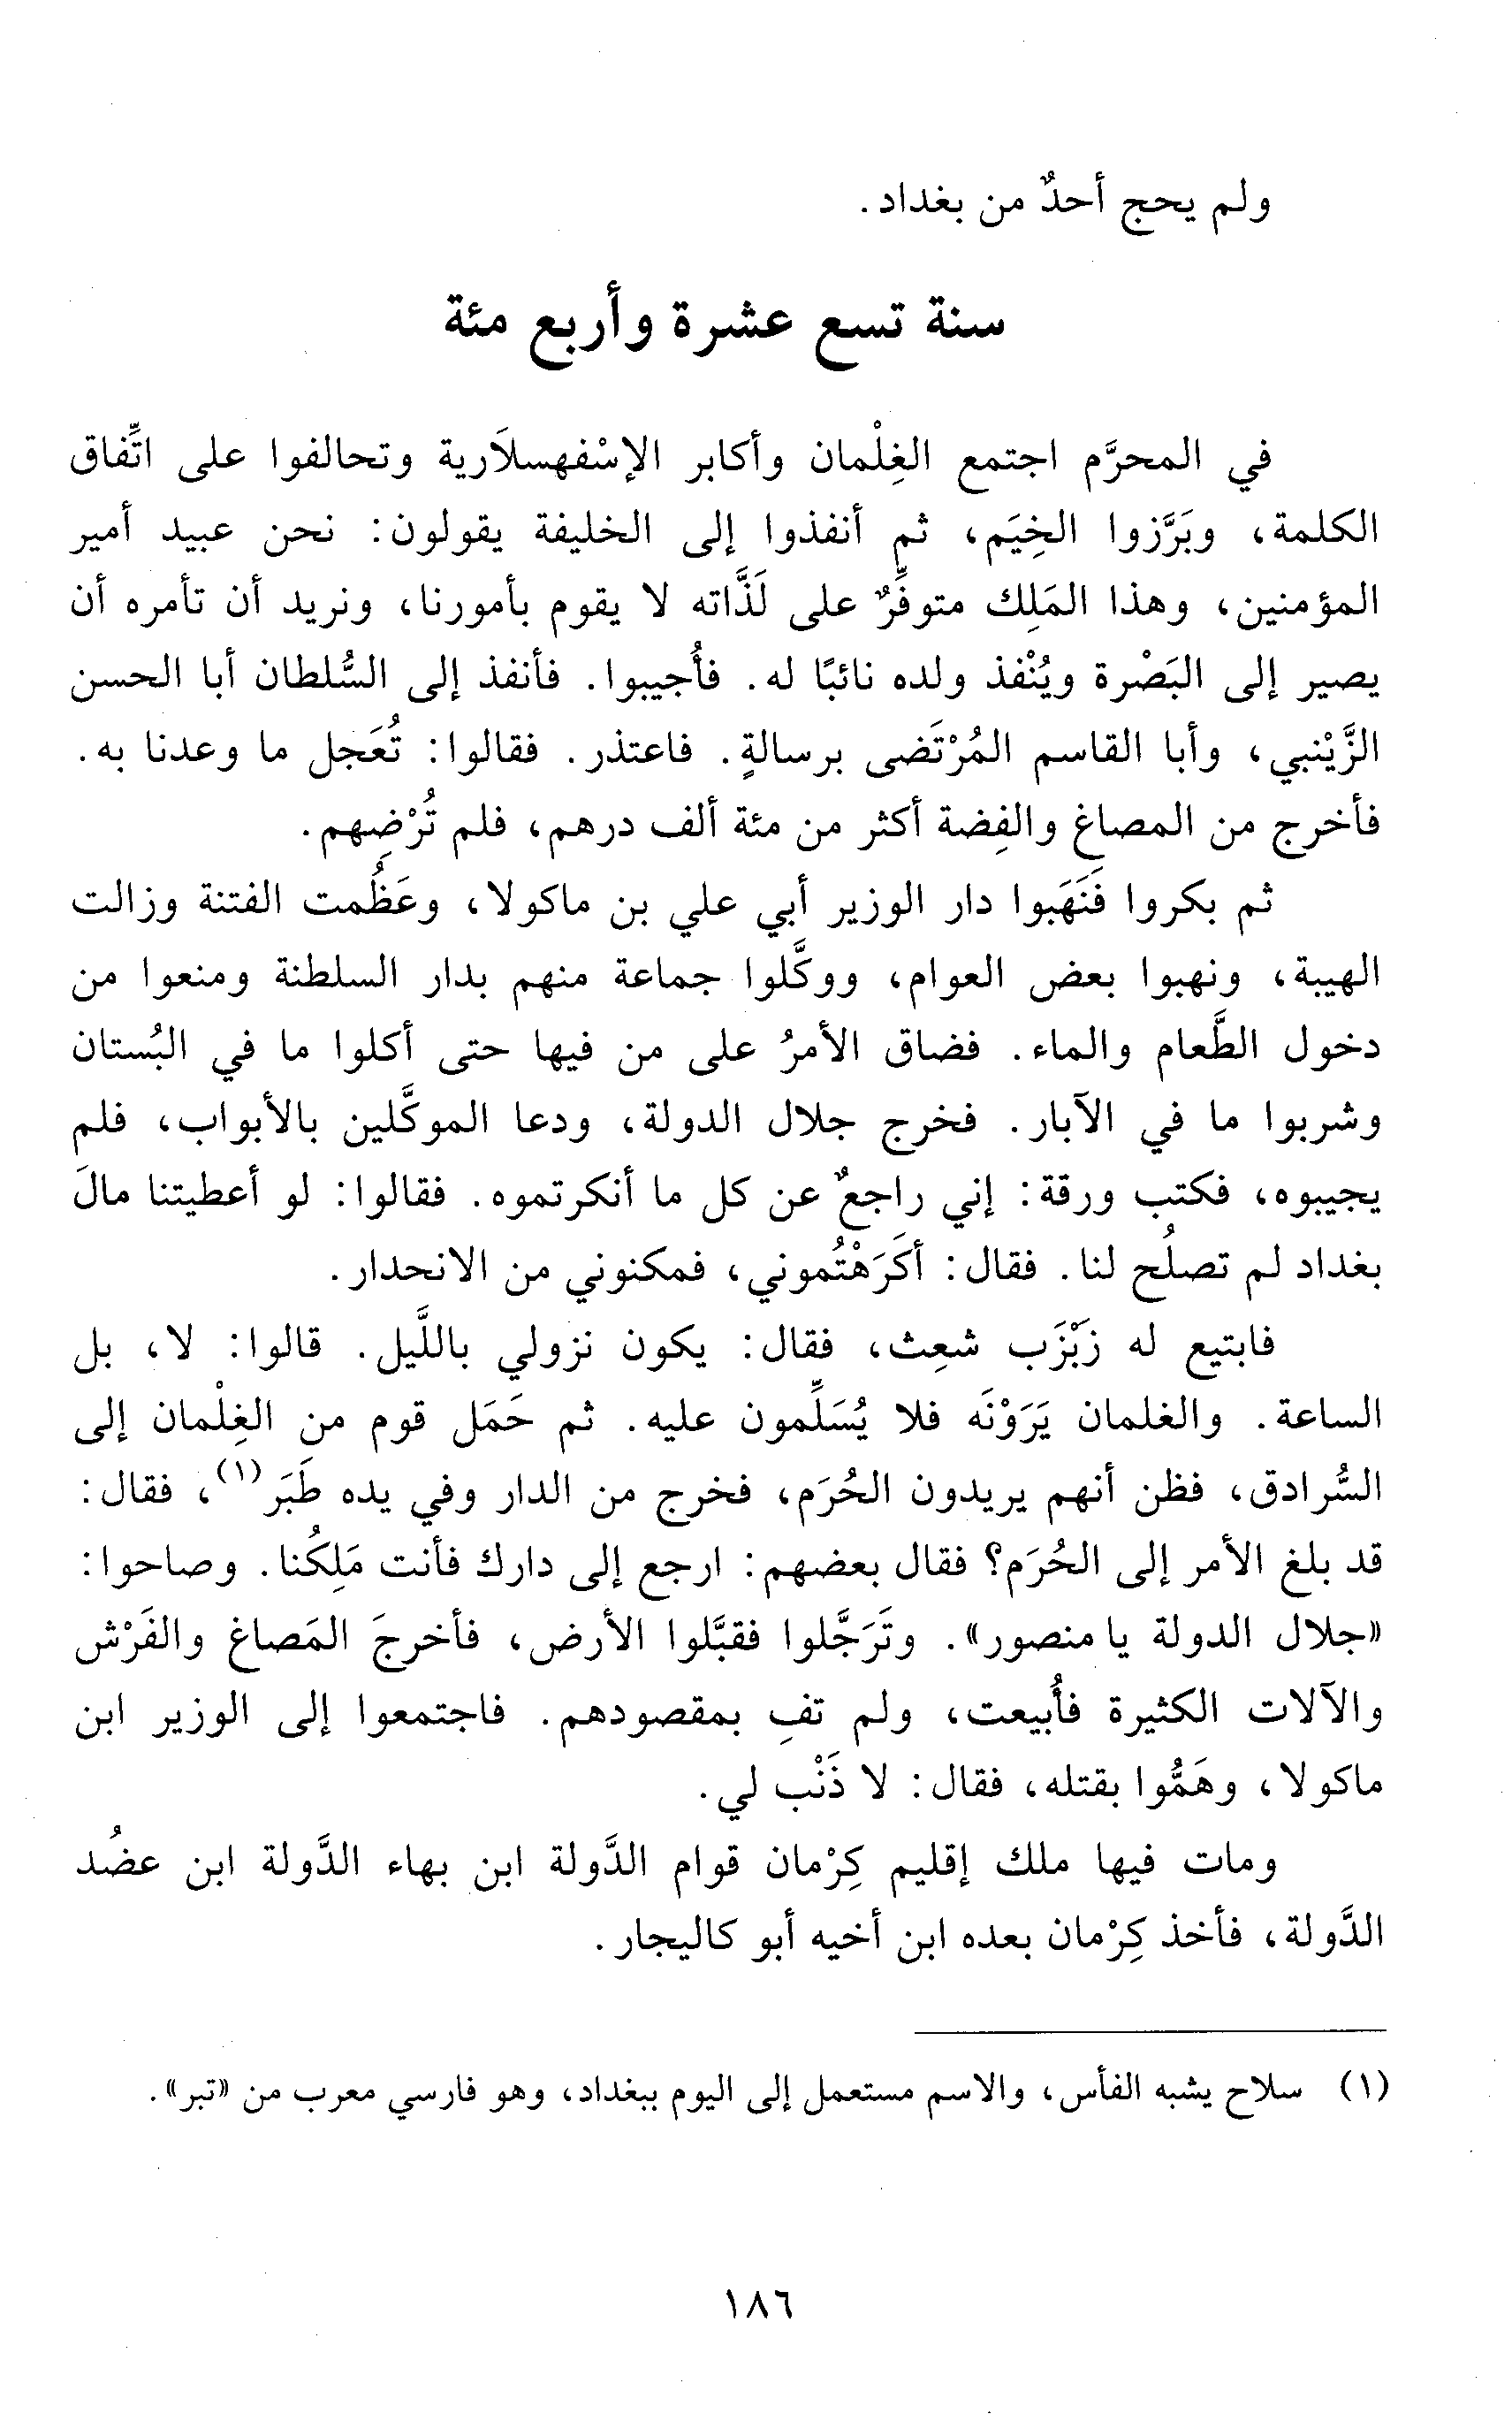 ولم يحج أحدٌ من بغداد.
سنة تسع عشرة وأربع مئة
في المحرَّم اجتمع الغِلْمان وأكابر الإسْفهسلَارية وتحالفوا على اتِّفاق
الكلمة، وبَرَّزوا الخِيَم، ثم أنفذوا إلى الخليفة يقولون: نحن عبيد أمير
المؤمنين، وهذا المَلِك متوفِّرٌ على لَذَّاته لا يقوم بأمورنا، ونريد أن تأمره أن
يصير إلى البَصْرة ويُنْفذ ولده نائبًا له. فأُجيبوا. فأنفذ إلى السُّلطان أبا الحسن
الزَّيْنبي، وأبا القاسم المُرْتَضى برسالةٍ. فاعتذر. فقالوا: تُعَجل ما وعدنا به.
فأخرج من المصاغ والفِضة أكثر من مئة ألف درهم، فلم تُرْضِهم.
ثم بكروا فَنَهَبوا دار الوزير أبي علي بن ماكولا، وعَظُمت الفتنة وزالت
الهيبة، ونهبوا بعض العوام، ووكَّلوا جماعة منهم بدار السلطنة ومنعوا من
دخول الطَّعام والماء. فضاق الأمرُ على من فيها حتى أكلوا ما في البُستان
وشربوا ما في الآبار. فخرج جلال الدولة، ودعا الموكَّلين بالأبواب، فلم
يجيبوه، فكتب ورقة: إني راجعٌ عن كل ما أنكرتموه. فقالوا: لو أعطيتنا مالَ
بغداد لم تصلُح لنا. فقال: أكَرَهْتُموني، فمكنوني من الانحدار.
فابتيع له زَبْزَب شعِث، فقال: يكون نزولي باللَّيل. قالوا: لا، بل
الساعة. والغلمان يَرَوْنَه فلا يُسَلِّمون عليه. ثم حَمَل قوم من الغِلْمان إلى
السُّرادق، فظن أنهم يريدون الحُرَم، فخرج من الدار وفي يده طَبَر(١)، فقال:
قد بلغ الأمر إلى الحُرَم؟ فقال بعضهم: ارجع إلى دارك فأنت مَلِكُنا. وصاحوا:
«جلال الدولة يا منصور». وتَرَجَّلوا فقبَّلوا الأرض، فأخرجَ المَصاغ والفَرْش
والآلات الكثيرة فأُبيعت، ولم تفِ بمقصودهم. فاجتمعوا إلى الوزير ابن
ماكولا، وهَمُّوا بقتله، فقال: لا ذَنْب لي.
ومات فيها ملك إقليم كِرْمان قوام الدَّولة ابن بهاء الدَّولة ابن عضُد
الدَّولة، فأخذ كِرْمان بعده ابن أخيه أبو كاليجار.
(١) سلاح يشبه الفأس، والاسم مستعمل إلى اليوم ببغداد، وهو فارسي معرب من «تبر».
١٨٦